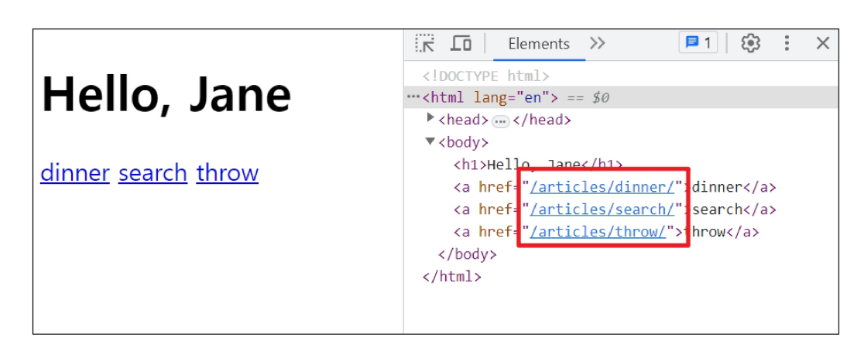 Hello, Jane
dinner search throw
Elements >> 1
<!DOCTYPE html>
<html lang="en"> == $0
<head> … </head>
<body>
<h1>Hello, Jane</h1>
<a href="/articles/dinner/">dinner</a>
<a href="/articles/search/">search</a>
<a href="/articles/throw/">throw</a>
</body>
</html>